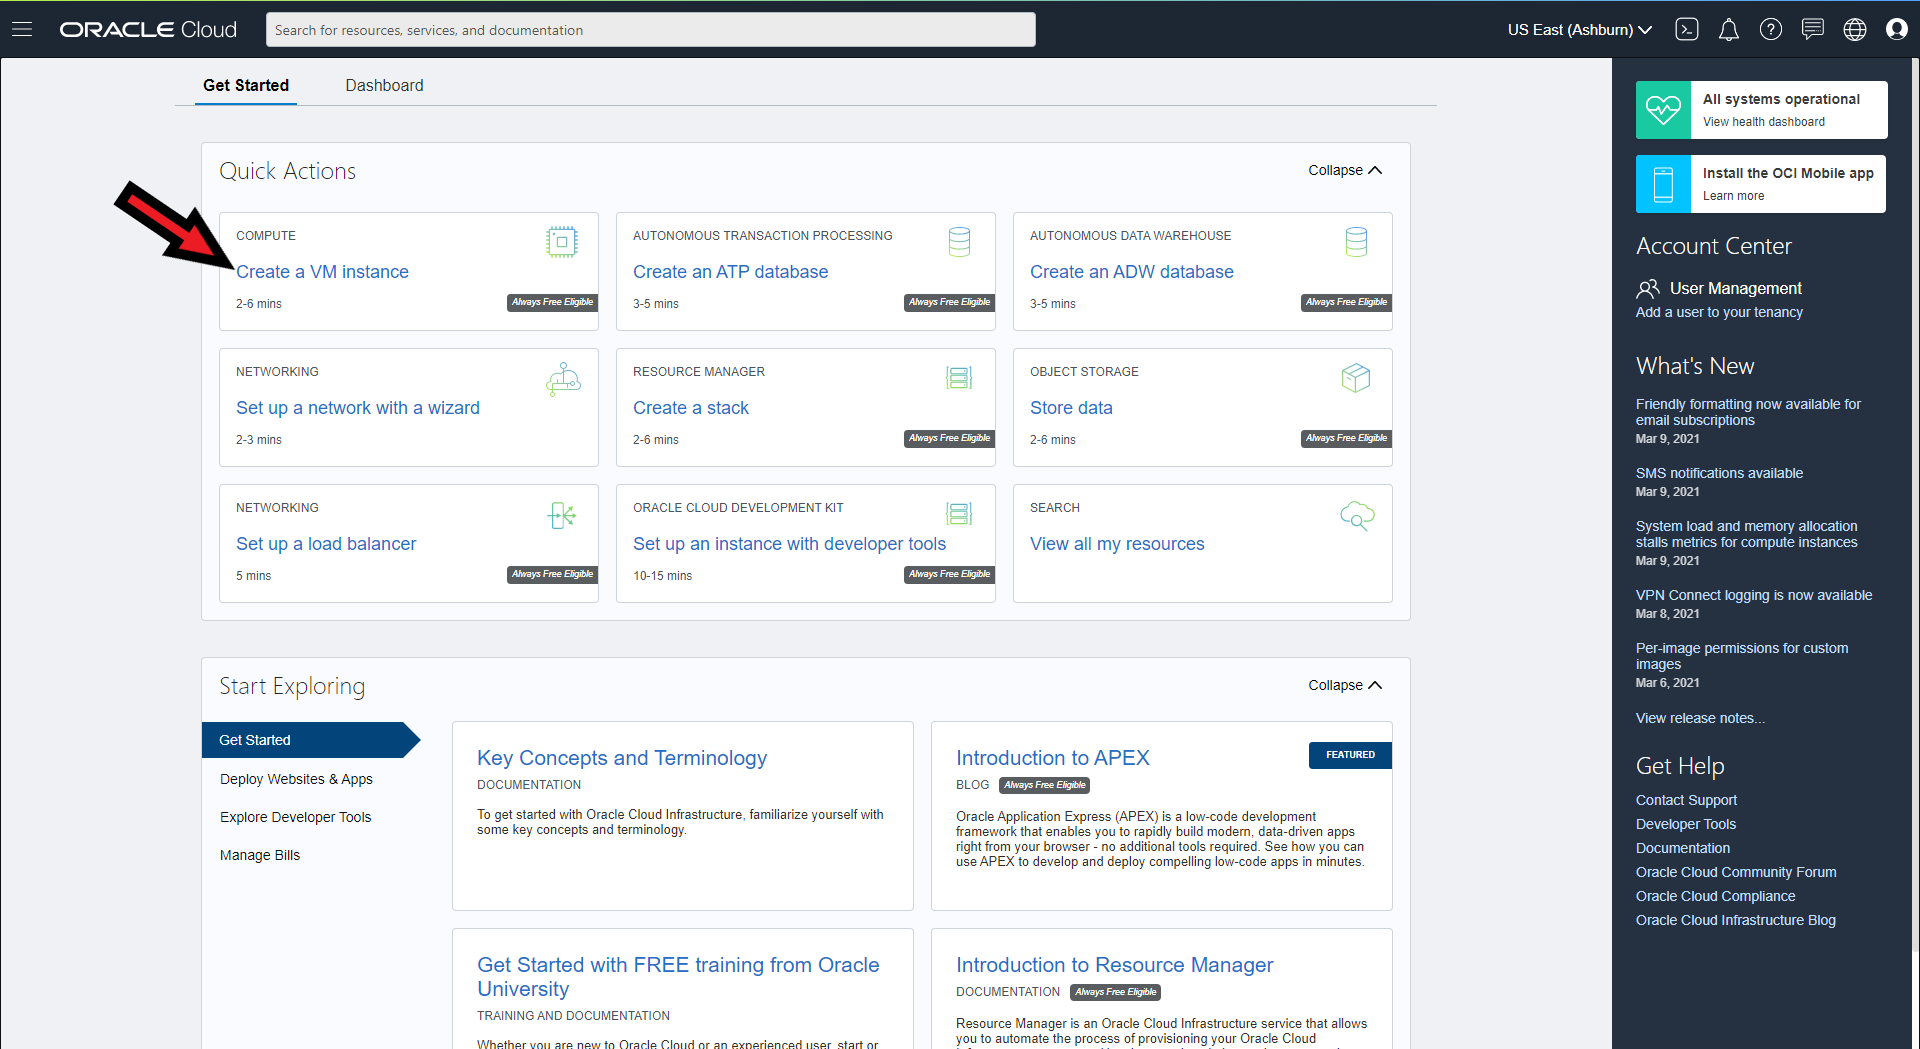 ORACLE Cloud
Search for resources, services, and documentation
US East (Ashburn)
Get Started
Dashboard
Quick Actions
Collapse
COMPUTE
Create a VM instance
2-6 mins
Always Free Eligible
AUTONOMOUS TRANSACTION PROCESSING
Create an ATP database
3-5 mins
Always Free Eligible
AUTONOMOUS DATA WAREHOUSE
Create an ADW database
3-5 mins
Always Free Eligible
NETWORKING
Set up a network with a wizard
2-3 mins
RESOURCE MANAGER
Create a stack
2-6 mins
Always Free Eligible
OBJECT STORAGE
Store data
2-6 mins
Always Free Eligible
NETWORKING
Set up a load balancer
5 mins
Always Free Eligible
ORACLE CLOUD DEVELOPMENT KIT
Set up an instance with developer tools
10-15 mins
Always Free Eligible
SEARCH
View all my resources
Start Exploring
Collapse
Get Started
Deploy Websites & Apps
Explore Developer Tools
Manage Bills
Key Concepts and Terminology
DOCUMENTATION
To get started with Oracle Cloud Infrastructure, familiarize yourself with
some key concepts and terminology.
Introduction to APEX
FEATURED
BLOG
Always Free Eligible
Oracle Application Express (APEX) is a low-code development
framework that enables you to rapidly build modern, data-driven apps
right from your browser - no additional tools required. See how you can
use APEX to develop and deploy compelling low-code apps in minutes.
Get Started with FREE training from Oracle
University
TRAINING AND DOCUMENTATION
Whether you are new to Oracle Cloud or an experienced user, start or
Introduction to Resource Manager
DOCUMENTATION
Always Free Eligible
Resource Manager is an Oracle Cloud Infrastructure service that allows
you to automate the process of provisioning your Oracle Cloud
All systems operational
View health dashboard
Install the OCI Mobile app
Learn more
Account Center
User Management
Add a user to your tenancy
What's New
Friendly formatting now available for
email subscriptions
Mar 9, 2021
SMS notifications available
Mar 9, 2021
System load and memory allocation
stalls metrics for compute instances
Mar 9, 2021
VPN Connect logging is now available
Mar 8, 2021
Per-image permissions for custom
images
Mar 6, 2021
View release notes...
Get Help
Contact Support
Developer Tools
Documentation
Oracle Cloud Community Forum
Oracle Cloud Compliance
Oracle Cloud Infrastructure Blog